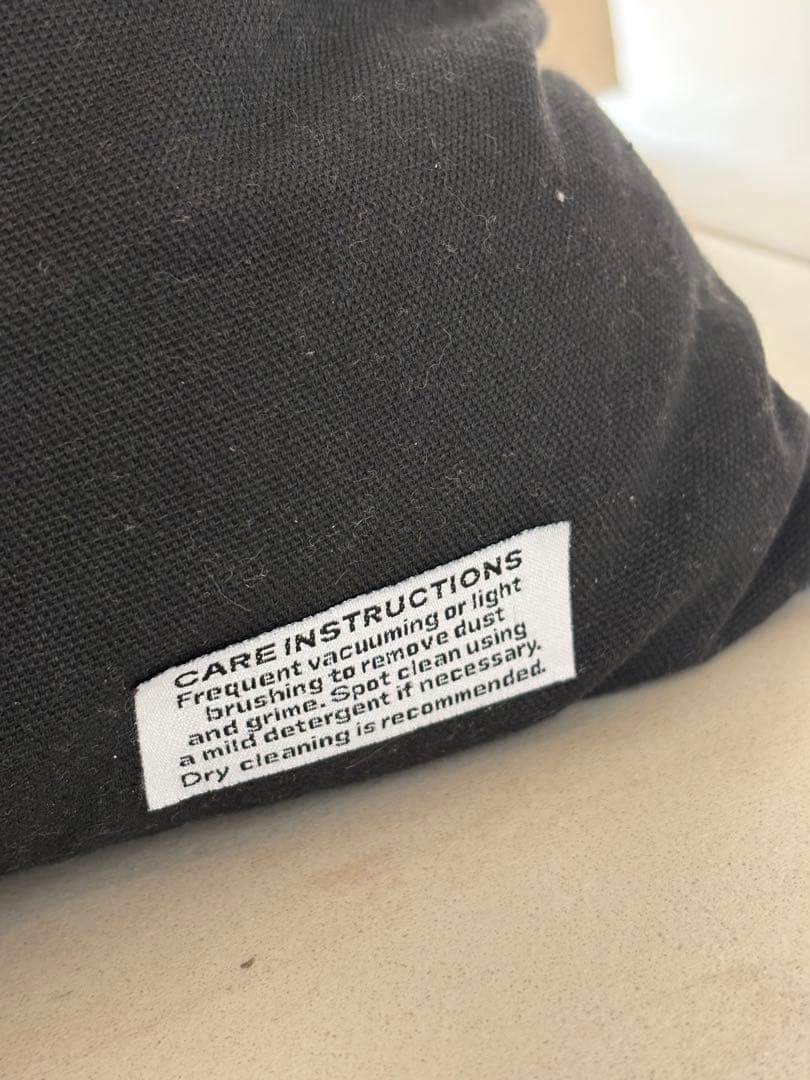 CARE INSTRUCTIONS
Frequent vacuuming or light
brushing to remove dust
and grime. Spot clean using
a mild detergent if necessary.
Dry cleaning is recommended.